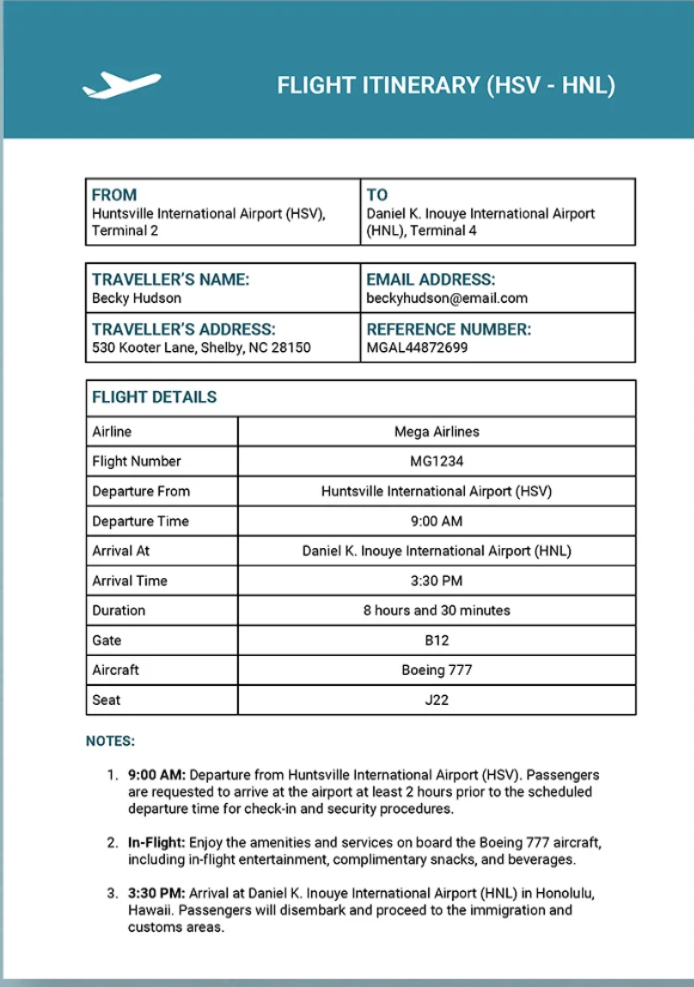 FLIGHT ITINERARY (HSV - HNL)
FROM
Huntsville International Airport (HSV),
Terminal 2
TO
Daniel K. Inouye International Airport
(HNL), Terminal 4
TRAVELLER'S NAME:
Becky Hudson
EMAIL ADDRESS:
beckyhudson@email.com
TRAVELLER'S ADDRESS:
530 Kooter Lane, Shelby, NC 28150
REFERENCE NUMBER:
MGAL44872699
FLIGHT DETAILS
Airline Mega Airlines
Flight Number MG1234
Departure From Huntsville International Airport (HSV)
Departure Time 9:00 AM
Arrival At Daniel K. Inouye International Airport (HNL)
Arrival Time 3:30 PM
Duration 8 hours and 30 minutes
Gate B12
Aircraft Boeing 777
Seat J22
NOTES:
1. 9:00 AM: Departure from Huntsville International Airport (HSV). Passengers
are requested to arrive at the airport at least 2 hours prior to the scheduled
departure time for check-in and security procedures.
2. In-Flight: Enjoy the amenities and services on board the Boeing 777 aircraft,
including in-flight entertainment, complimentary snacks, and beverages.
3. 3:30 PM: Arrival at Daniel K. Inouye International Airport (HNL) in Honolulu,
Hawaii. Passengers will disembark and proceed to the immigration and
customs areas.